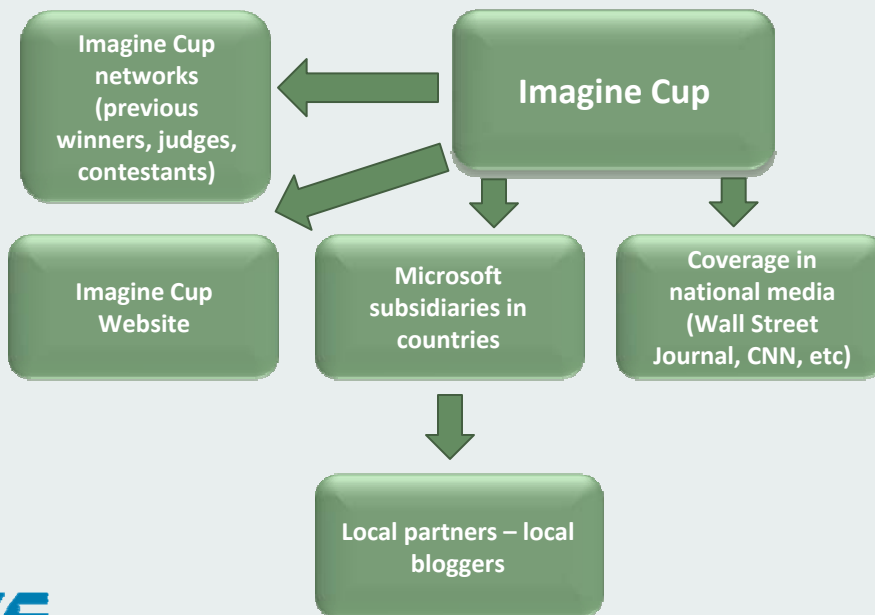 Imagine Cup
networks
(previous
winners, judges,
contestants)
Imagine Cup
Imagine Cup
Website
Microsoft
subsidiaries in
countries
Coverage in
national media
(Wall Street
Journal, CNN, etc)
Local partners – local
bloggers